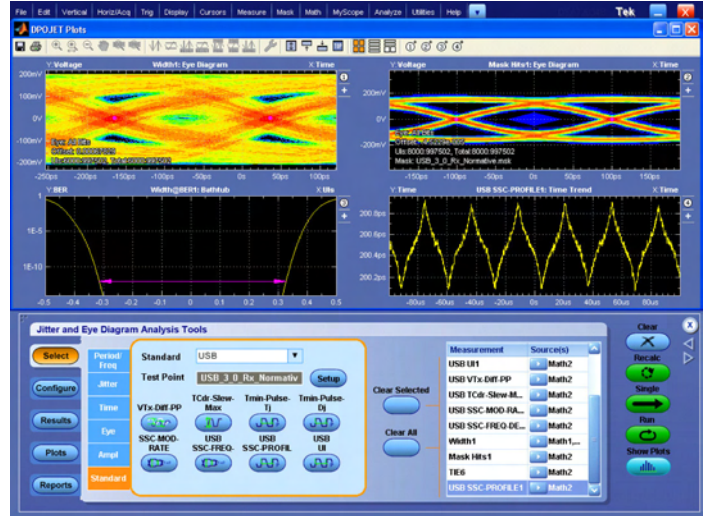 File Edit Vertical Horiz/Acq Trig Display Cursors Measure Mask Math MyScope Analyze Utilities Help Tek
DPOJET Plots
Y:Voltage Width1: Eye Diagram X:Time
200mV
100mV
0V
-100mV
-200mV
Eye: All Bits
UIs:8000:997502, Total:8000:997502
-250ps -200ps -150ps -100ps -50ps 0s 50ps 100ps
Y:Voltage Mask Hits1: Eye Diagram X:Time
200mV
0V
-200mV
UIs:8000:997502, Total:8000:997502
Mask: USB_3_0_Rx_Normative.msk
-150ps -100ps -50ps 0s 50ps 100ps
Y:BER Width@BER1: Bathtub X:UIs
1
1E-5
1E-10
-0.5 -0.4 -0.3 -0.2 -0.1 0.0 0.1 0.2 0.3 0.4 0.5
Y:Time USB SSC-PROFILE1: Time Trend X:Time
200.8ps
200.6ps
200.4ps
200.2ps
-80us -60us -40us -20us 0s 20us 40us 60us 80us
Jitter and Eye Diagram Analysis Tools
Select
Configure
Results
Plots
Reports
Period/
Freq
Jitter
Time
Eye
Ampl
Standard
Standard USB
Test Point USB_3_0_Rx_Normativ Setup
VTx-Diff-PP
TCdr-Slew-
Max
Tmin-Pulse-
Tj
Tmin-Pulse-
Dj
SSC-MOD-
RATE
USB
SSC-FREQ-
USB
SSC-PROFIL
USB
UI
Clear Selected
Clear All
Measurement Source(s)
USB UI1 Math2
USB VTx-Diff-PP Math2
USB TCdr-Slew-M... Math2
USB SSC-MOD-RA... Math2
USB SSC-FREQ-DE... Math2
Width1 Math1,...
Mask Hits1 Math2
TIE6 Math2
USB SSC-PROFILE1 Math2
Clear
Recalc
Single
Run
Show Plots